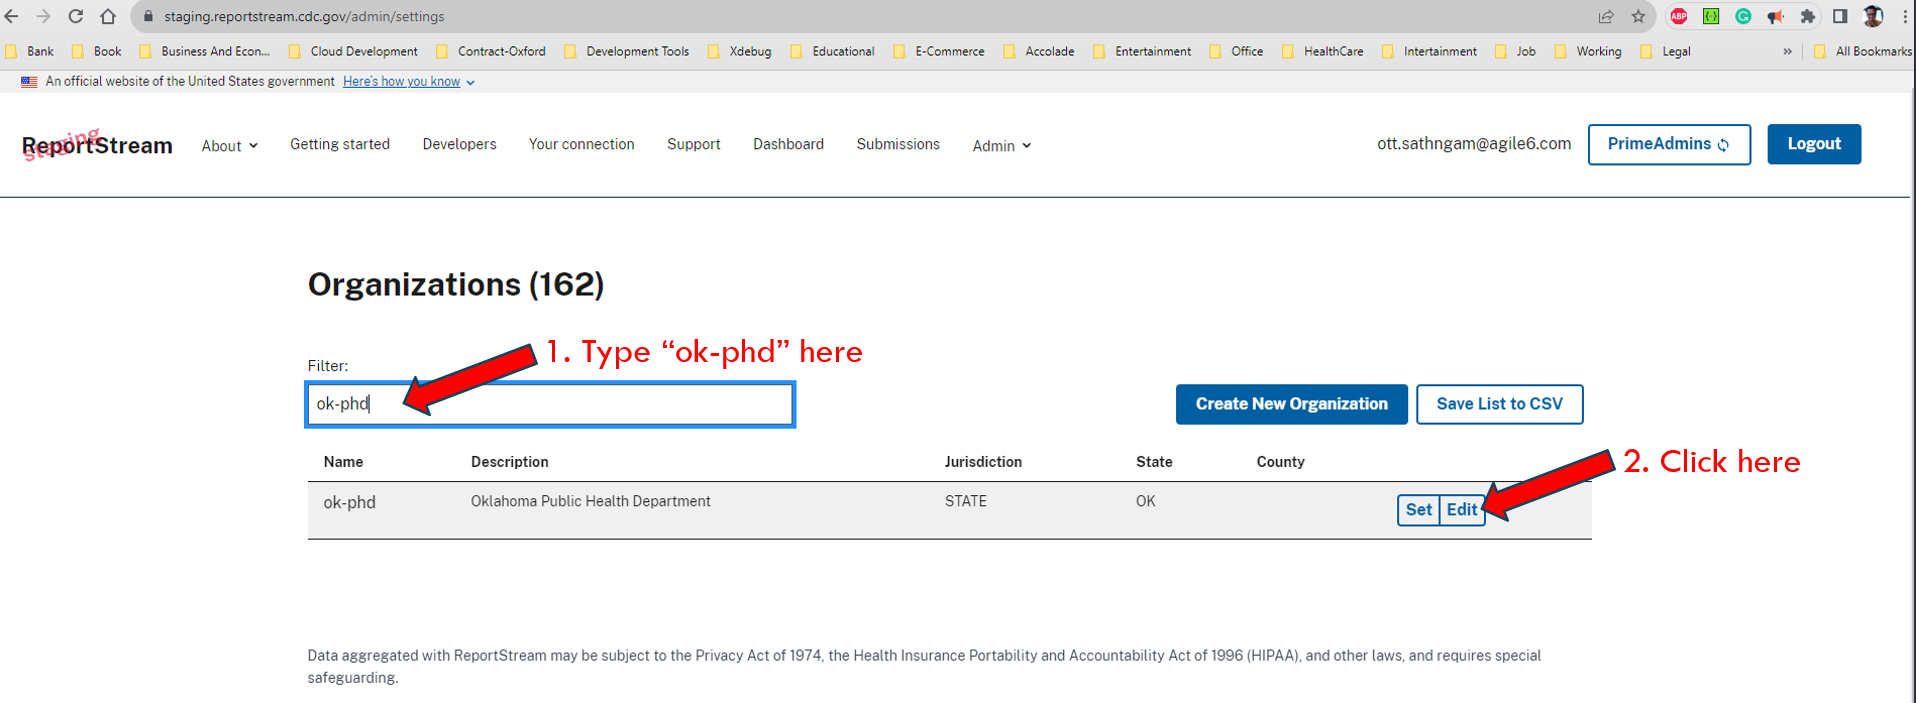 staging.reportstream.cdc.gov/admin/settings
ABP
Bank Book Business And Econ... Cloud Development Contract-Oxford Development Tools Xdebug Educational E-Commerce Accolade Entertainment Office HealthCare Intertainment Job Working Legal » All Bookmarks
An official website of the United States government Here's how you know
ReportStream
staging
About Getting started Developers Your connection Support Dashboard Submissions Admin ott.sathngam@agile6.com PrimeAdmins Logout
Organizations (162)
1. Type “ok-phd” here
Filter:
ok-phd
Create New Organization Save List to CSV
2. Click here
Name Description Jurisdiction State County
ok-phd Oklahoma Public Health Department STATE OK Set Edit
Data aggregated with ReportStream may be subject to the Privacy Act of 1974, the Health Insurance Portability and Accountability Act of 1996 (HIPAA), and other laws, and requires special
safeguarding.